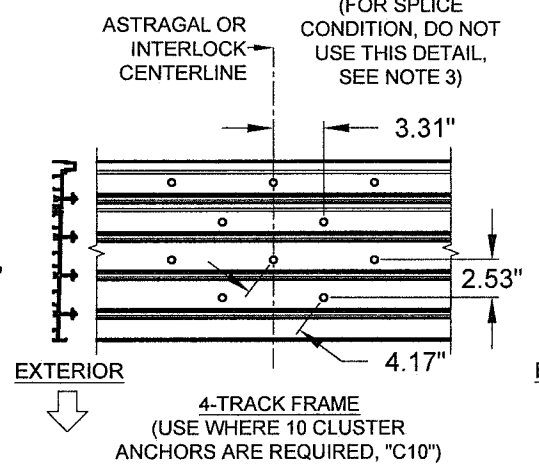 (FOR SPLICE
CONDITION, DO NOT
USE THIS DETAIL,
SEE NOTE 3)
ASTRAGAL OR
INTERLOCK
CENTERLINE
3.31"
2.53"
4.17"
EXTERIOR
4-TRACK FRAME
(USE WHERE 10 CLUSTER
ANCHORS ARE REQUIRED, "C10")